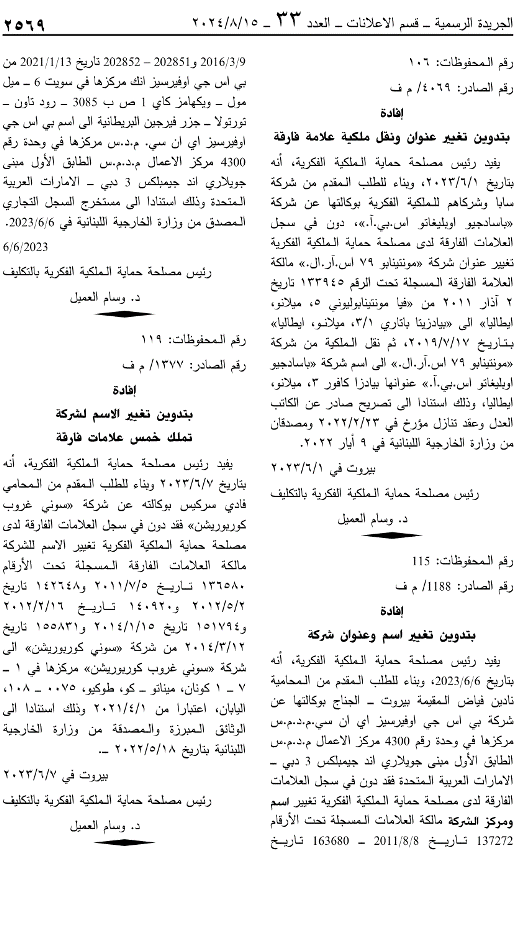 الجريدة الرسمية ــ قسم الاعلانات ــ العدد ٣٣ ــ ٢٠٢٤/٨/١٥
٢٥٦٩
رقم المحفوظات: ١٠٦
رقم الصادر: ٤٠٦٩/ م ف
إفادة
بتدوين تغيير عنوان ونقل ملكية علامة فارقة
يفيد رئيس مصلحة حماية الملكية الفكرية، أنه
بتاريخ ٢٠٢٣/٦/١، وبناء للطلب المقدم من شركة
سابا وشركاهم للملكية الفكرية بوكالتها عن شركة
«باسادجيو اوبليغاتو اس.بي.آ.»، دون في سجل
العلامات الفارقة لدى مصلحة حماية الملكية الفكرية
تغيير عنوان شركة «مونتينابو ٧٩ اس.آر.ال.» مالكة
العلامة الفارقة المسجلة تحت الرقم ١٣٣٩٤٥ تاريخ
٢ آذار ٢٠١١ من «فيا مونتينابوليوني ٥، ميلانو،
ايطاليا» الى «بيادزيتا باتاري ٣/١، ميلانو، ايطاليا»
بتاريخ ٢٠١٩/٧/١٧، ثم نقل الملكية من شركة
«مونتينابو ٧٩ اس.آر.ال.» الى اسم شركة «باسادجيو
اوبليغاتو اس.بي.آ.» عنوانها بيادزا كافور ٣، ميلانو،
ايطاليا، وذلك استنادا الى تصريح صادر عن الكاتب
العدل وعقد تنازل مؤرخ في ٢٠٢٢/٢/٢٣ ومصدقان
من وزارة الخارجية اللبنانية في ٩ أيار ٢٠٢٢.
بيروت في ٢٠٢٣/٦/١
رئيس مصلحة حماية الملكية الفكرية بالتكليف
د. وسام العميل
رقم المحفوظات: 115
رقم الصادر: 1188/ م ف
إفادة
بتدوين تغيير اسم وعنوان شركة
يفيد رئيس مصلحة حماية الملكية الفكرية، أنه
بتاريخ 2023/6/6، وبناء للطلب المقدم من المحامية
نادين فياض المقيمة بيروت ــ الجناح بوكالتها عن
شركة بي اس جي اوفيرسيز اي ان سي.م.د.م.س
مركزها في وحدة رقم 4300 مركز الاعمال م.د.م.س
الطابق الأول مبنى جويلاري اند جيمبلكس 3 دبي ــ
الامارات العربية المتحدة فقد دون في سجل العلامات
الفارقة لدى مصلحة حماية الملكية الفكرية تغيير اسم
ومركز الشركة مالكة العلامات المسجلة تحت الأرقام
137272 تاريخ 2011/8/8 ــ 163680 تاريخ
2016/3/9 و202851 – 202852 تاريخ 2021/1/13 من
بي اس جي اوفيرسيز انك مركزها في سويت 6 ــ ميل
مول ــ ويكهامز كاي 1 ص ب 3085 ــ رود تاون ــ
تورتولا ــ جزر فيرجين البريطانية الى اسم بي اس جي
اوفيرسيز اي ان سي. م.د.م.س مركزها في وحدة رقم
4300 مركز الاعمال م.د.م.س الطابق الأول مبنى
جويلاري اند جيمبلكس 3 دبي ــ الامارات العربية
المتحدة وذلك استنادا الى مستخرج السجل التجاري
المصدق من وزارة الخارجية اللبنانية في 2023/6/6.
6/6/2023
رئيس مصلحة حماية الملكية الفكرية بالتكليف
د. وسام العميل
رقم المحفوظات: ١١٩
رقم الصادر: ١٣٧٧/ م ف
إفادة
بتدوين تغيير الاسم لشركة
تملك خمس علامات فارقة
يفيد رئيس مصلحة حماية الملكية الفكرية، أنه
بتاريخ ٢٠٢٣/٦/٧ وبناء للطلب المقدم من المحامي
فادي سركيس بوكالته عن شركة «سوني غروب
كوربوريشن» فقد دون في سجل العلامات الفارقة لدى
مصلحة حماية الملكية الفكرية تغيير الاسم للشركة
مالكة العلامات الفارقة المسجلة تحت الأرقام
١٣٦٥٨٠ تاريخ ٢٠١١/٧/٥ و١٤٢٦٤٨ تاريخ
٢٠١٢/٥/٢ و١٤٠٩٢٠ تاريخ ٢٠١٢/٢/١٦
و١٥١٧٩٤ تاريخ ٢٠١٤/١/١٥ و١٥٥٨٣١ تاريخ
٢٠١٤/٣/١٢ من شركة «سوني كوربوريشن» الى
شركة «سوني غروب كوربوريشن» مركزها في ١ ــ
٧ ــ ١ كونان، ميناتو ــ كو، طوكيو، ٠٠٧٥ ــ ١٠٨،
اليابان، اعتبارا من ٢٠٢١/٤/١ وذلك استنادا الى
الوثائق المبرزة والمصدقة من وزارة الخارجية
اللبنانية بتاريخ ٢٠٢٢/٥/١٨ ــ.
بيروت في ٢٠٢٣/٦/٧
رئيس مصلحة حماية الملكية الفكرية بالتكليف
د. وسام العميل